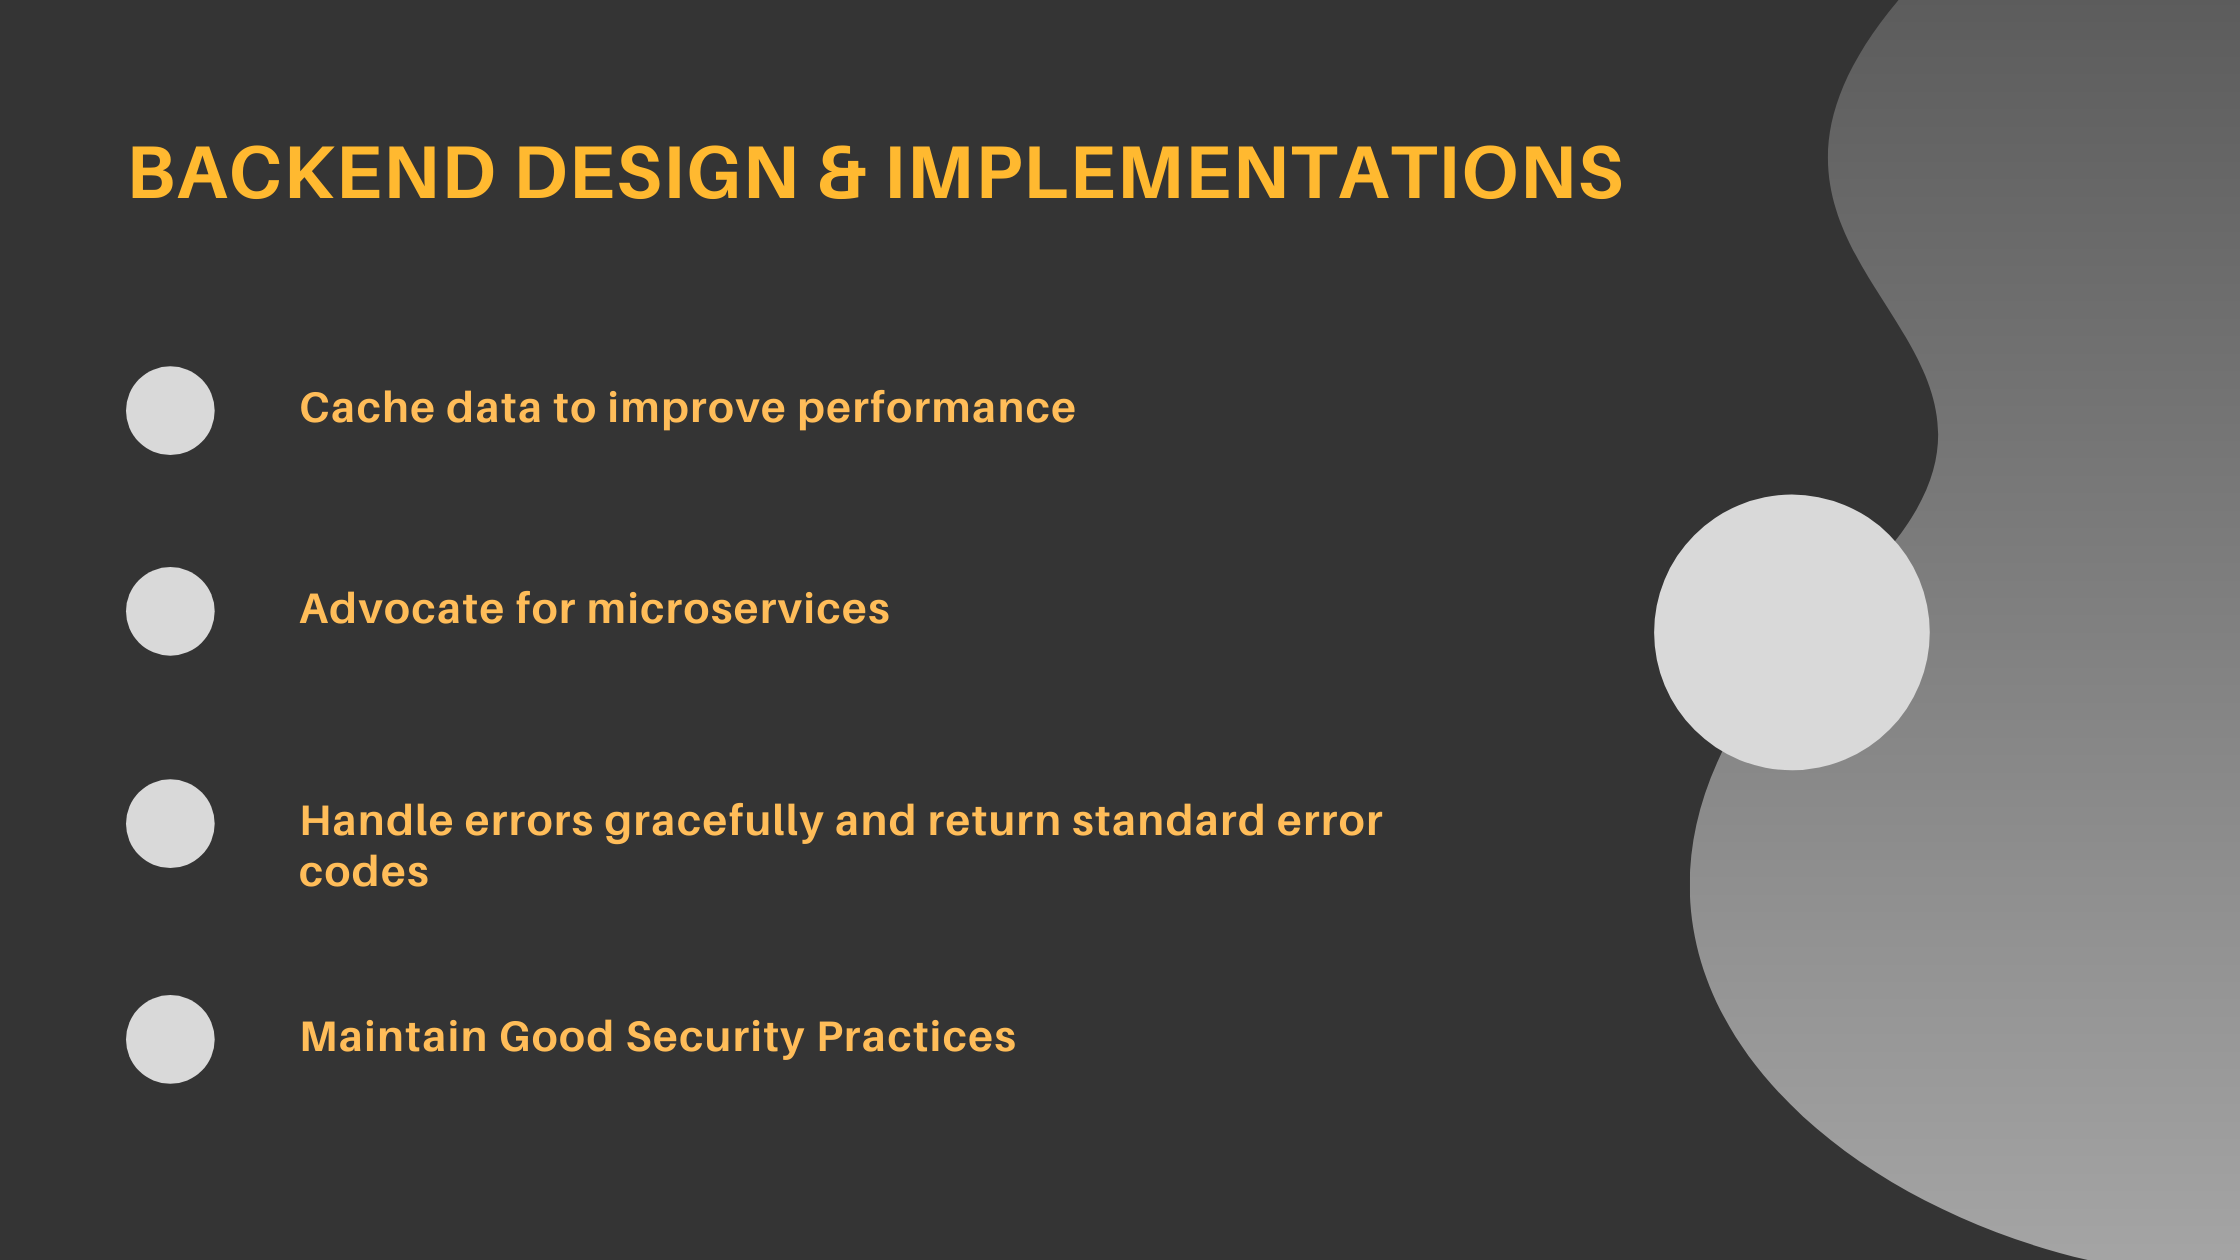 BACKEND DESIGN & IMPLEMENTATIONS
Cache data to improve performance
Advocate for microservices
Handle errors gracefully and return standard error
codes
Maintain Good Security Practices